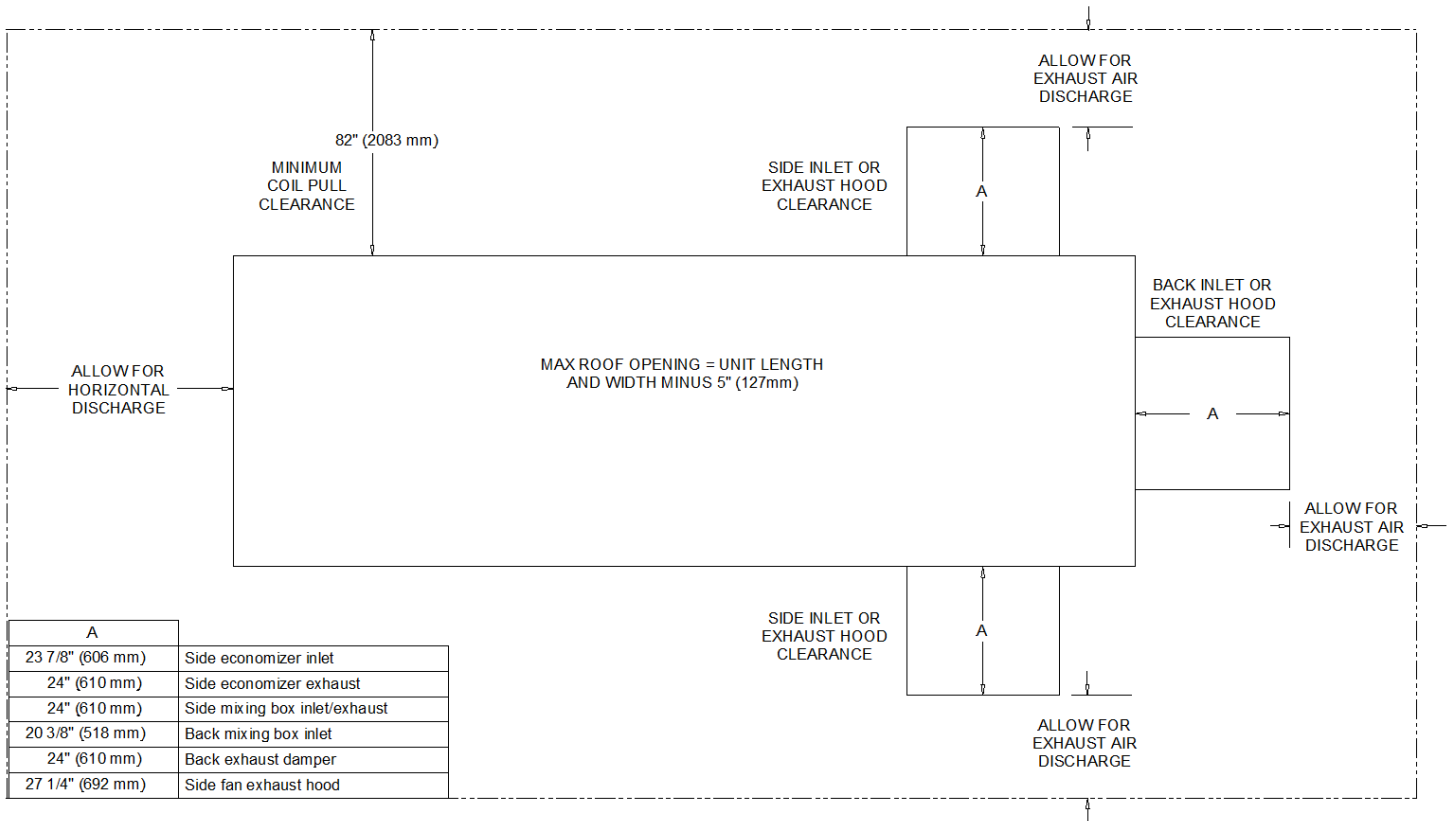 ALLOW FOR
EXHAUST AIR
DISCHARGE
82" (2083 mm)
MINIMUM
COIL PULL
CLEARANCE
SIDE INLET OR
EXHAUST HOOD
CLEARANCE
A
BACK INLET OR
EXHAUST HOOD
CLEARANCE
MAX ROOF OPENING = UNIT LENGTH
AND WIDTH MINUS 5" (127mm)
ALLOW FOR
HORIZONTAL
DISCHARGE
A
ALLOW FOR
EXHAUST AIR
DISCHARGE
SIDE INLET OR
EXHAUST HOOD
CLEARANCE
A
ALLOW FOR
EXHAUST AIR
DISCHARGE
A
23 7/8" (606 mm) Side economizer inlet
24" (610 mm) Side economizer exhaust
24" (610 mm) Side mixing box inlet/exhaust
20 3/8" (518 mm) Back mixing box inlet
24" (610 mm) Back exhaust damper
27 1/4" (692 mm) Side fan exhaust hood